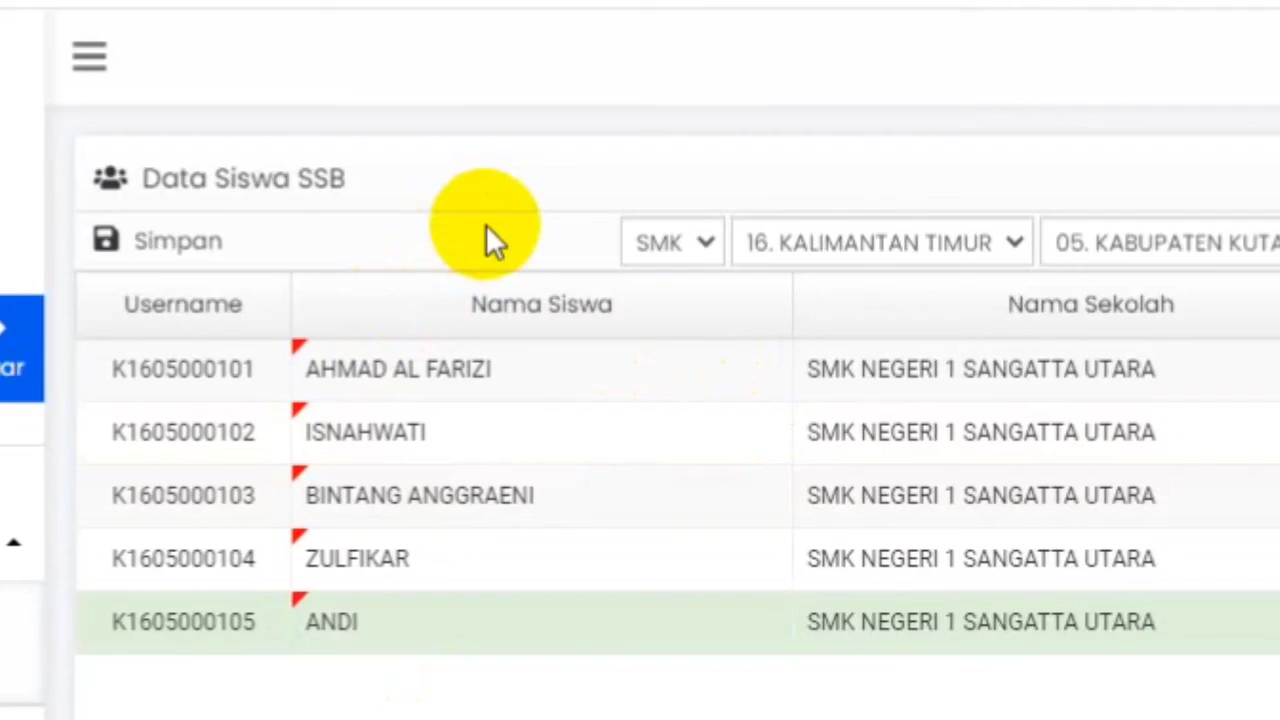 Data Siswa SSB
Simpan SMK 16. KALIMANTAN TIMUR 05. KABUPATEN KUTA
Username Nama Siswa Nama Sekolah
ar
K1605000101 AHMAD AL FARIZI SMK NEGERI 1 SANGATTA UTARA
K1605000102 ISNAHWATI SMK NEGERI 1 SANGATTA UTARA
K1605000103 BINTANG ANGGRAENI SMK NEGERI 1 SANGATTA UTARA
K1605000104 ZULFIKAR SMK NEGERI 1 SANGATTA UTARA
K1605000105 ANDI SMK NEGERI 1 SANGATTA UTARA